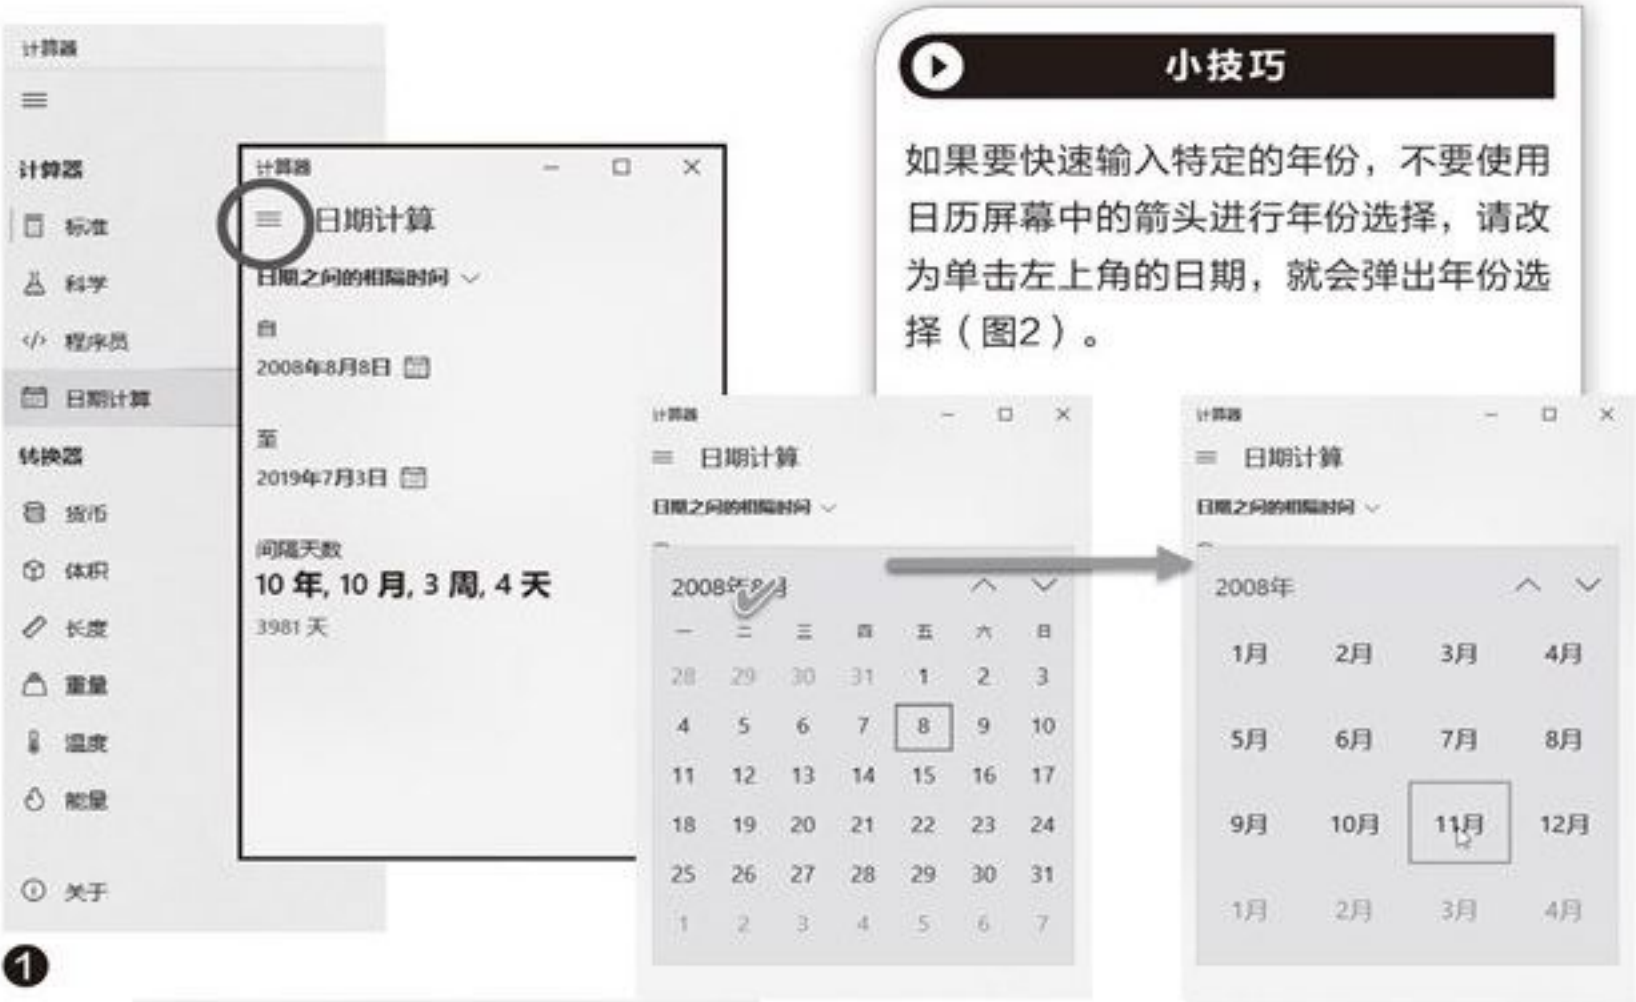 计算器
计算器
标准
科学
程序员
日期计算
转换器
货币
体积
长度
重量
温度
能量
关于
计算器
日期计算
日期之间的相隔时间
自
2008年8月8日
至
2019年7月3日
间隔天数
10 年, 10 月, 3 周, 4 天
3981 天
小技巧
如果要快速输入特定的年份，不要使用
日历屏幕中的箭头进行年份选择，请改
为单击左上角的日期，就会弹出年份选
择（图2）。
计算器
日期计算
日期之间的相隔时间
2008年8月
一 二 三 四 五 六 日
28 29 30 31 1 2 3
4 5 6 7 8 9 10
11 12 13 14 15 16 17
18 19 20 21 22 23 24
25 26 27 28 29 30 31
1 2 3 4 5 6 7
计算器
日期计算
日期之间的相隔时间
2008年
1月 2月 3月 4月
5月 6月 7月 8月
9月 10月 11月 12月
1月 2月 3月 4月
1